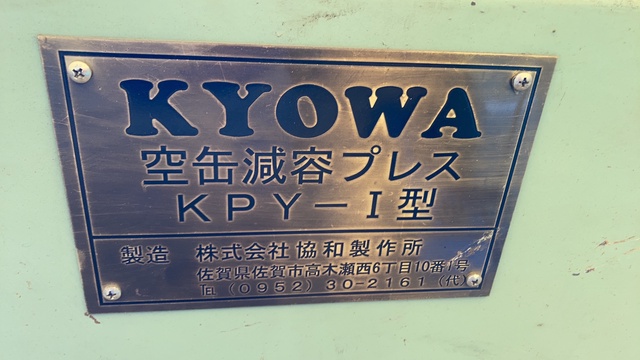 KYOWA
空缶減容プレス
KPY－I型
製造 株式会社協和製作所
佐賀県佐賀市高木瀬西6丁目10番1号
℡（0952）30-2161（代）